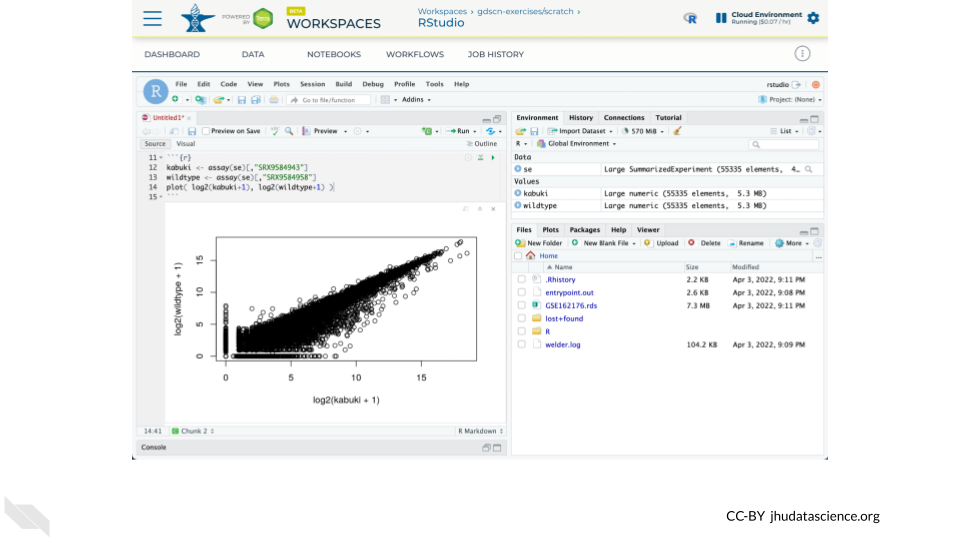 POWERED BY Terra
BETA
WORKSPACES
Workspaces › gdscn-exercises/scratch ›
RStudio
R
Cloud Environment
Running ($0.07 / hr)
DASHBOARD DATA NOTEBOOKS WORKFLOWS JOB HISTORY
R File Edit Code View Plots Session Build Debug Profile Tools Help rstudio
Go to file/function Addins Project: (None)
Untitled1* ×
Preview on Save Preview Run
Source Visual Outline
11 ```{r}
12 kabuki <- assay(se)[,"SRX9584943"]
13 wildtype <- assay(se)[,"SRX9584958"]
14 plot( log2(kabuki+1), log2(wildtype+1) )
15 ```
log2(wildtype + 1)
15
10
5
0
0 5 10 15
log2(kabuki + 1)
14:41 Chunk 2 R Markdown
Console
Environment History Connections Tutorial
Import Dataset 570 MiB List
R Global Environment
Data
se Large SummarizedExperiment (55335 elements, 4…
Values
kabuki Large numeric (55335 elements, 5.3 MB)
wildtype Large numeric (55335 elements, 5.3 MB)
Files Plots Packages Help Viewer
New Folder New Blank File Upload Delete Rename More
Home ...
Name Size Modified
.Rhistory 2.2 KB Apr 3, 2022, 9:11 PM
entrypoint.out 2.6 KB Apr 3, 2022, 9:08 PM
GSE162176.rds 7.3 MB Apr 3, 2022, 9:11 PM
lost+found
R
welder.log 104.2 KB Apr 3, 2022, 9:09 PM
CC-BY jhudatascience.org